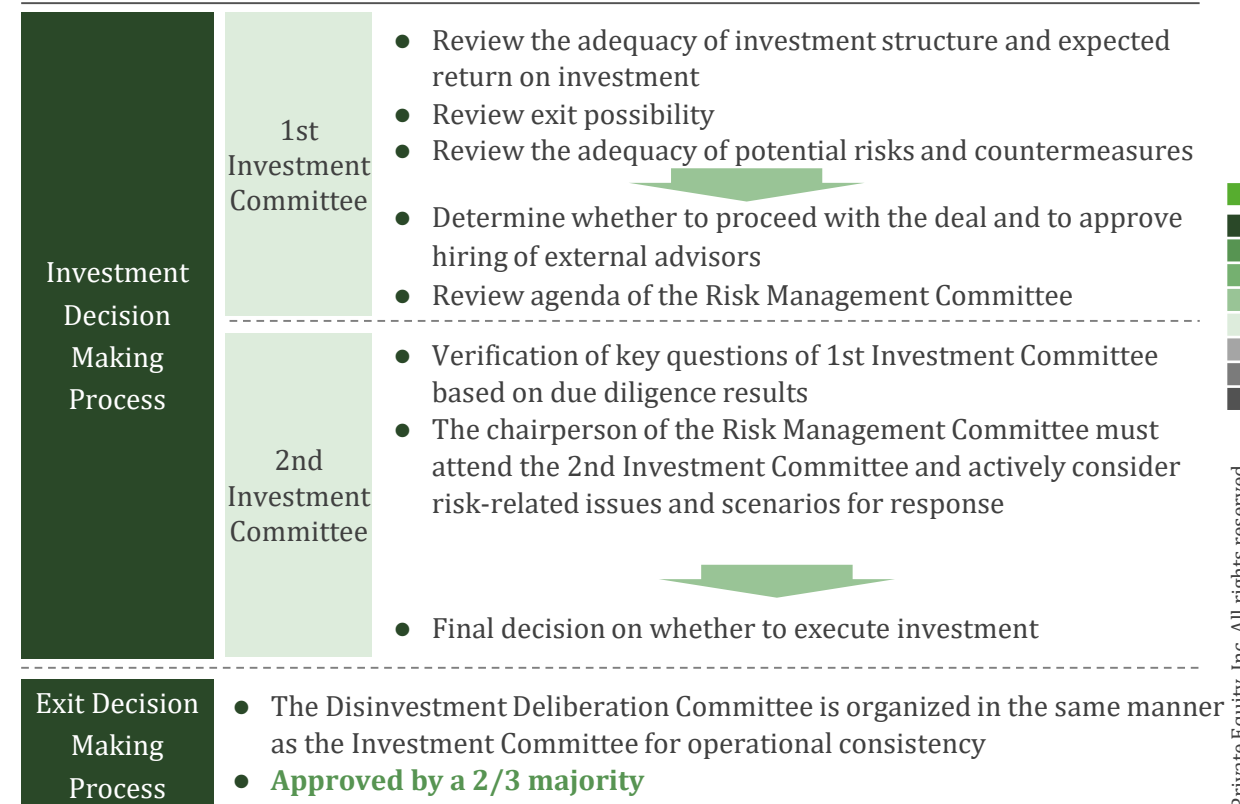 Investment
Decision
Making
Process
1st
Investment
Committee
● Review the adequacy of investment structure and expected
return on investment
● Review exit possibility
● Review the adequacy of potential risks and countermeasures
● Determine whether to proceed with the deal and to approve
hiring of external advisors
● Review agenda of the Risk Management Committee
2nd
Investment
Committee
● Verification of key questions of 1st Investment Committee
based on due diligence results
● The chairperson of the Risk Management Committee must
attend the 2nd Investment Committee and actively consider
risk-related issues and scenarios for response
● Final decision on whether to execute investment
Exit Decision
Making
Process
● The Disinvestment Deliberation Committee is organized in the same manner
as the Investment Committee for operational consistency
● Approved by a 2/3 majority
Private Equity, Inc. All rights reserved